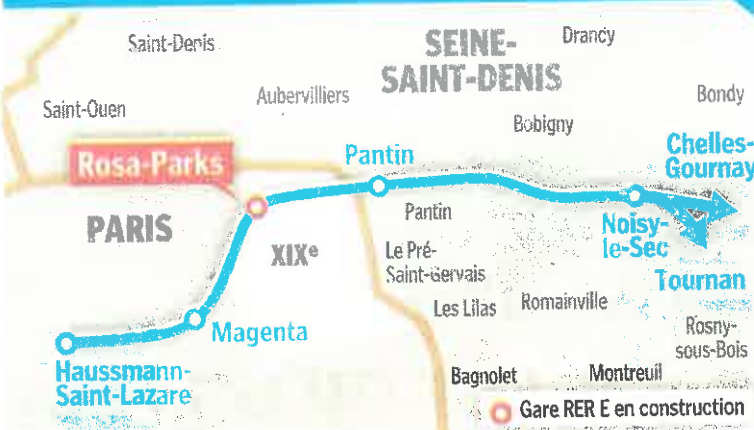 Saint-Denis
SEINE-
SAINT-DENIS
Drancy
Saint-Ouen
Aubervilliers
Bondy
Bobigny
Rosa-Parks
Pantin
Chelles-
Gournay
PARIS
XIXe
Pantin
Noisy-
le-Sec
Le Pré-
Saint-Gervais
Tournan
Les Lilas
Romainville
Magenta
Rosny-
sous-Bois
Haussmann-
Saint-Lazare
Bagnolet
Montreuil
Gare RER E en construction